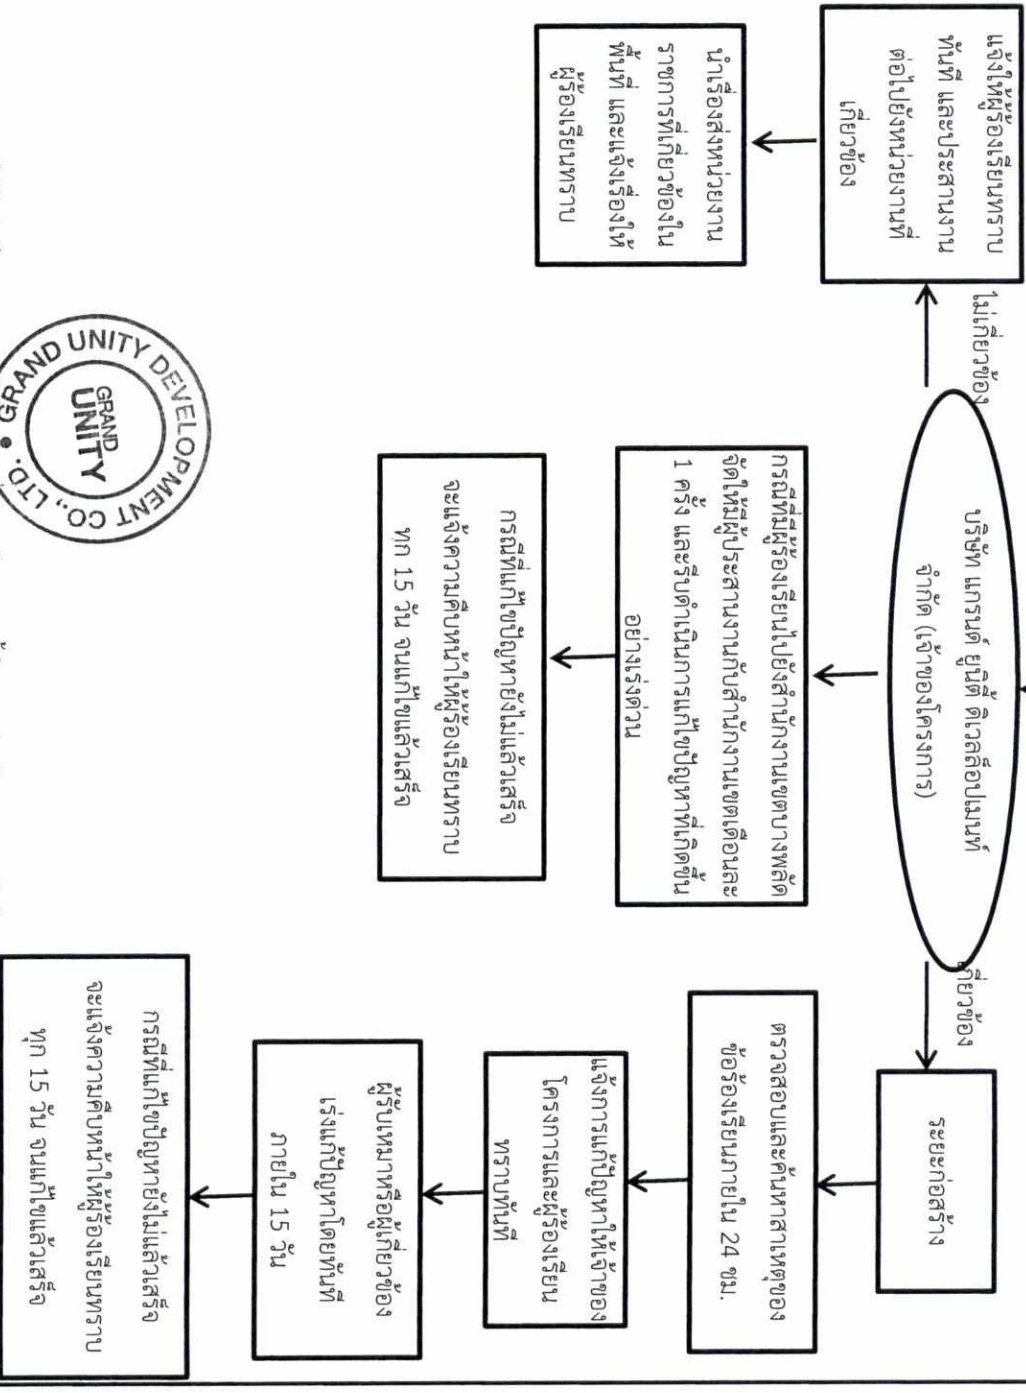 บริษัท แกรนด์ ยูนิตี้ ดิเวลล็อปเมนท์
จำกัด (เจ้าของโครงการ)
ไม่เกี่ยวข้อง
แจ้งให้ผู้ร้องเรียนทราบ
ทันที และประสานงาน
ต่อไปยังหน่วยงานที่
เกี่ยวข้อง
นำเรื่องส่งหน่วยงาน
ราชการที่เกี่ยวข้องใน
พื้นที่ และแจ้งเรื่องให้
ผู้ร้องเรียนทราบ
กรณีที่มีผู้ร้องเรียนไปยังสำนักงานเขตบางพลัด
จัดให้มีผู้ประสานงานกับสำนักงานเขตเดือนละ
1 ครั้ง และรีบดำเนินการแก้ไขปัญหาที่เกิดขึ้น
อย่างเร่งด่วน
กรณีที่แก้ไขปัญหายังไม่แล้วเสร็จ
จะแจ้งความคืบหน้าให้ผู้ร้องเรียนทราบ
ทุก 15 วัน จนแก้ไขแล้วเสร็จ
เกี่ยวข้อง
ระยะก่อสร้าง
ตรวจสอบและค้นหาสาเหตุของ
ข้อร้องเรียนภายใน 24 ชม.
แจ้งการแก้ปัญหาให้เจ้าของ
โครงการและผู้ร้องเรียน
ทราบทันที
ผู้รับเหมาหรือผู้เกี่ยวข้อง
เร่งแก้ปัญหาโดยทันที
ภายใน 15 วัน
กรณีที่แก้ไขปัญหายังไม่แล้วเสร็จ
จะแจ้งความคืบหน้าให้ผู้ร้องเรียนทราบ
ทุก 15 วัน จนแก้ไขแล้วเสร็จ
GRAND UNITY DEVELOPMENT CO., LTD.
GRAND
UNITY